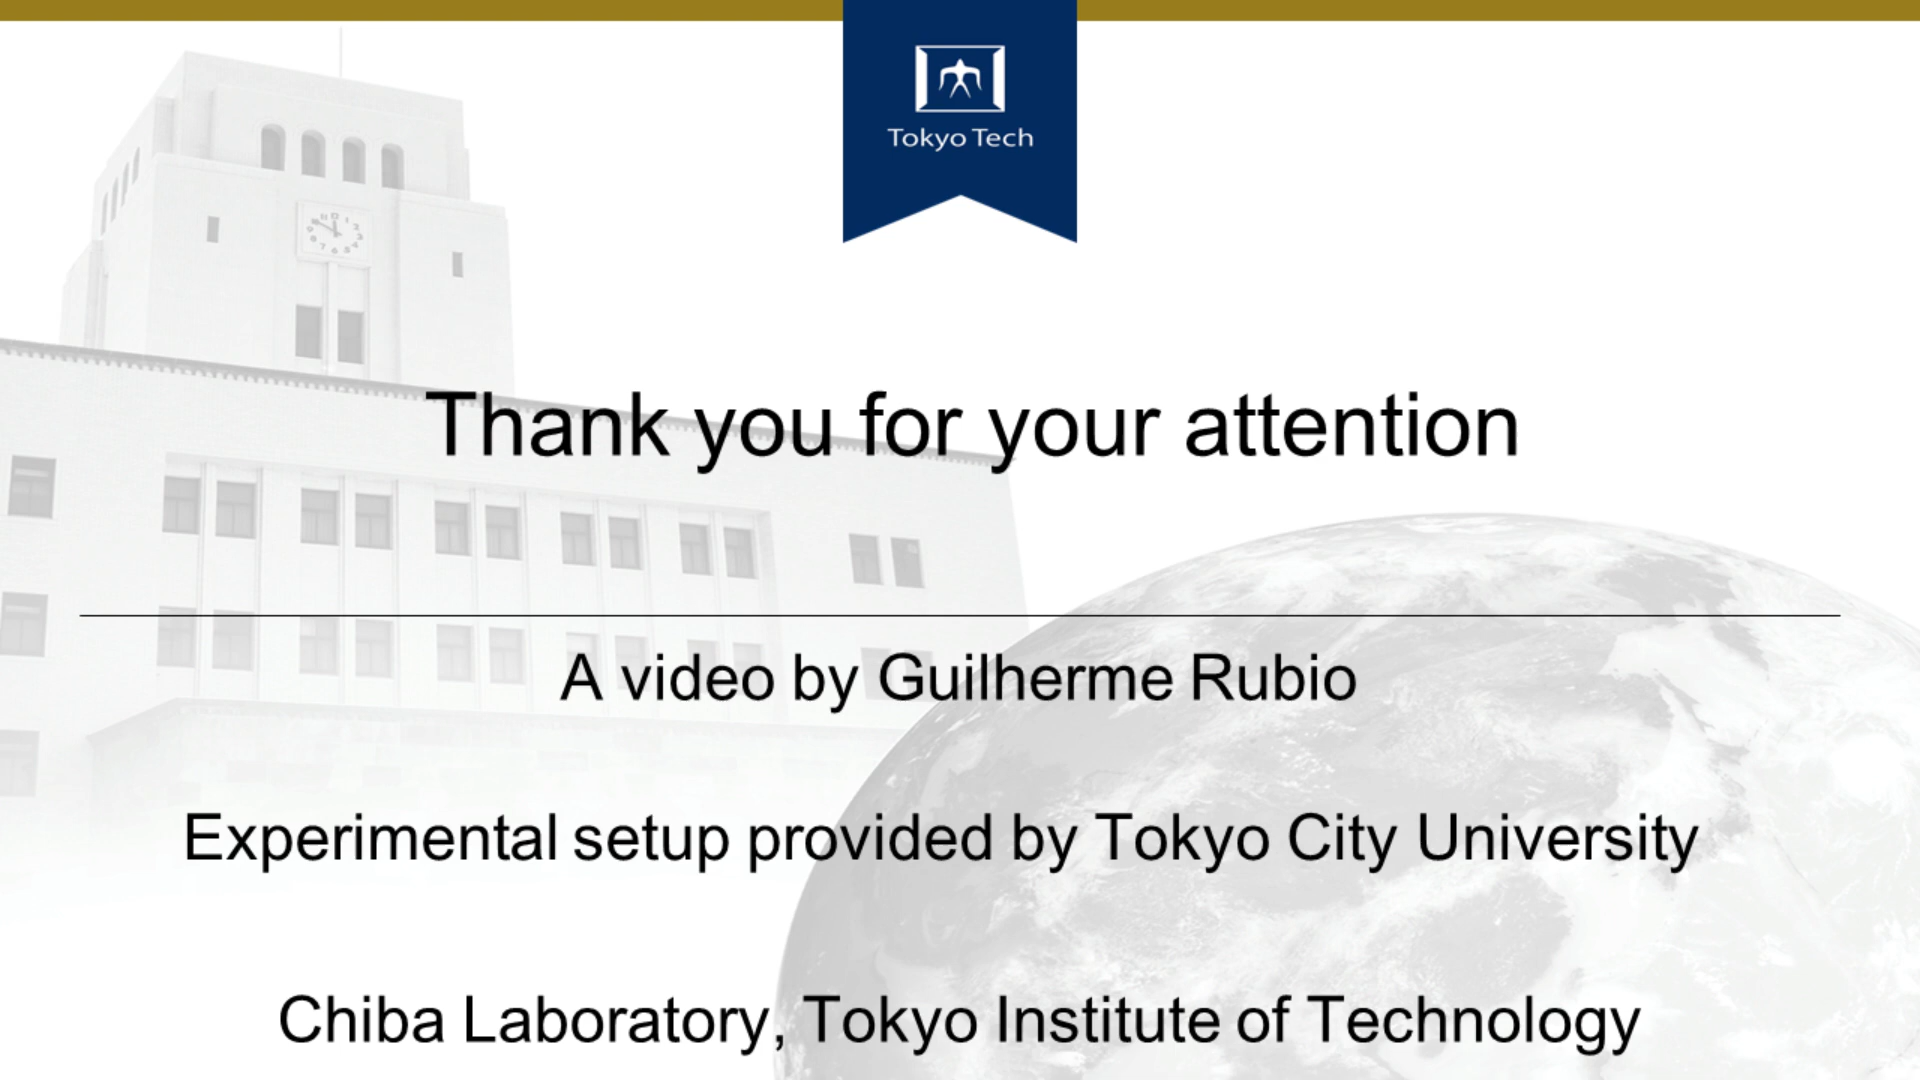 Tokyo Tech
Thank you for your attention
A video by Guilherme Rubio
Experimental setup provided by Tokyo City University
Chiba Laboratory, Tokyo Institute of Technology